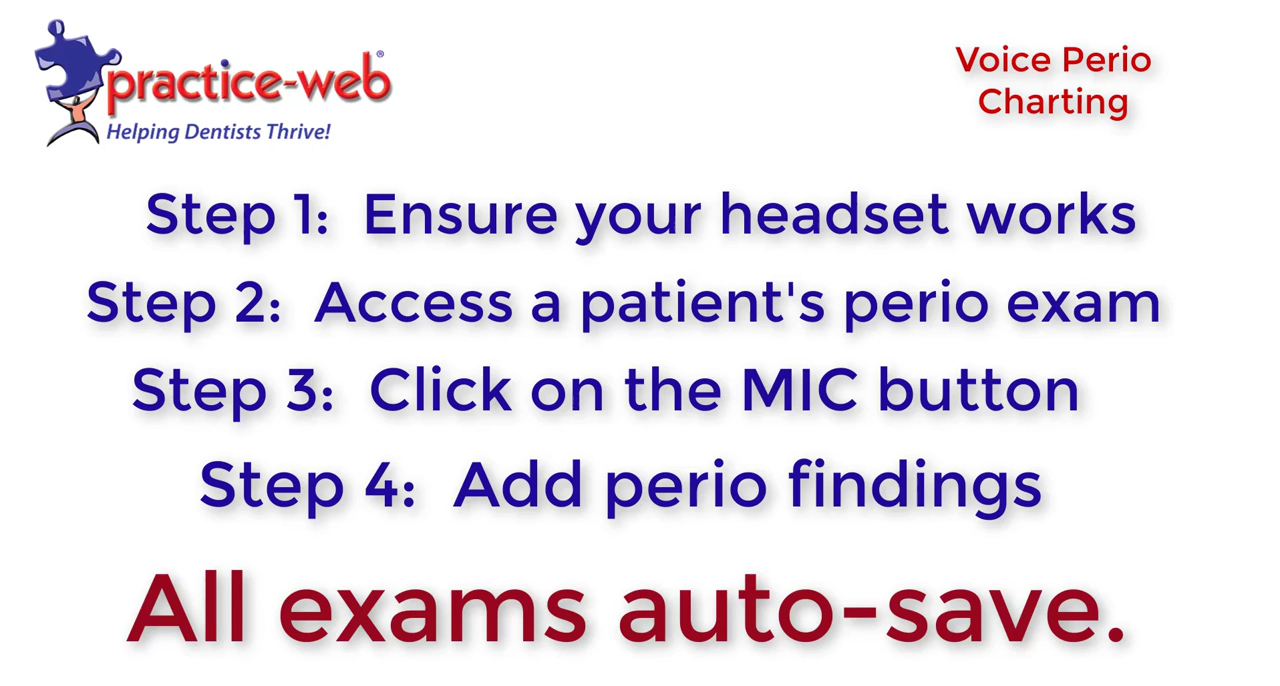 practice-web®
Helping Dentists Thrive!
Voice Perio
Charting
Step 1: Ensure your headset works
Step 2: Access a patient's perio exam
Step 3: Click on the MIC button
Step 4: Add perio findings
All exams auto-save.